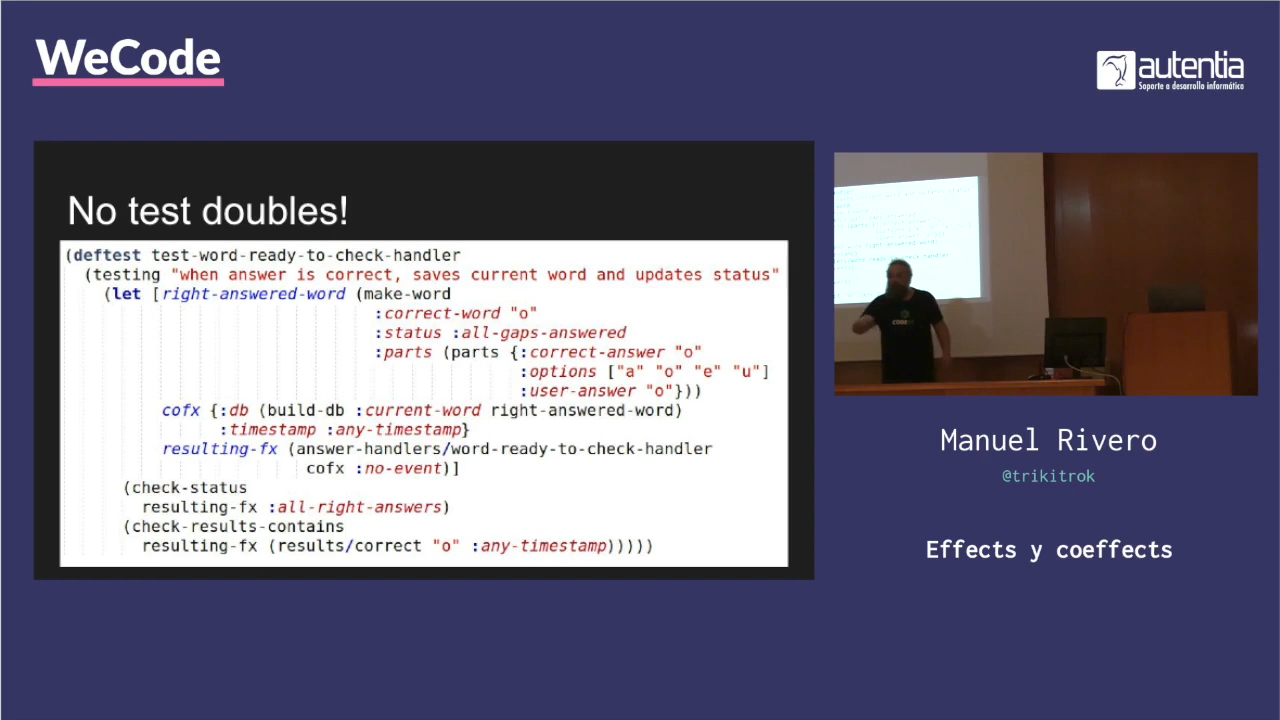 WeCode
autentia
Soporte a desarrollo informático
No test doubles!
(deftest test-word-ready-to-check-handler
(testing "when answer is correct, saves current word and updates status"
(let [right-answered-word (make-word
:correct-word "o"
:status :all-gaps-answered
:parts (parts {:correct-answer "o"
:options ["a" "o" "e" "u"]
:user-answer "o"}))
cofx {:db (build-db :current-word right-answered-word)
:timestamp :any-timestamp}
resulting-fx (answer-handlers/word-ready-to-check-handler
cofx :no-event)]
(check-status
resulting-fx :all-right-answers)
(check-results-contains
resulting-fx (results/correct "o" :any-timestamp)))))
Manuel Rivero
@trikitrok
Effects y coeffects